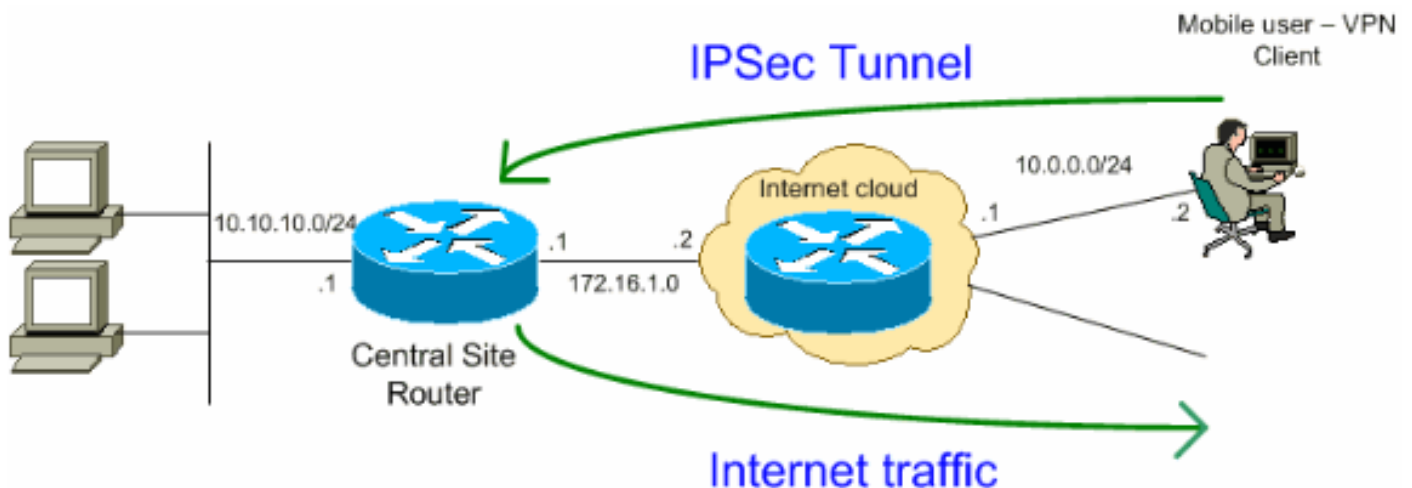 Mobile user – VPN
Client
IPSec Tunnel
10.0.0.0/24
Internet cloud
10.10.10.0/24
.1
.2
.1
.2
.1
172.16.1.0
Central Site
Router
Internet traffic